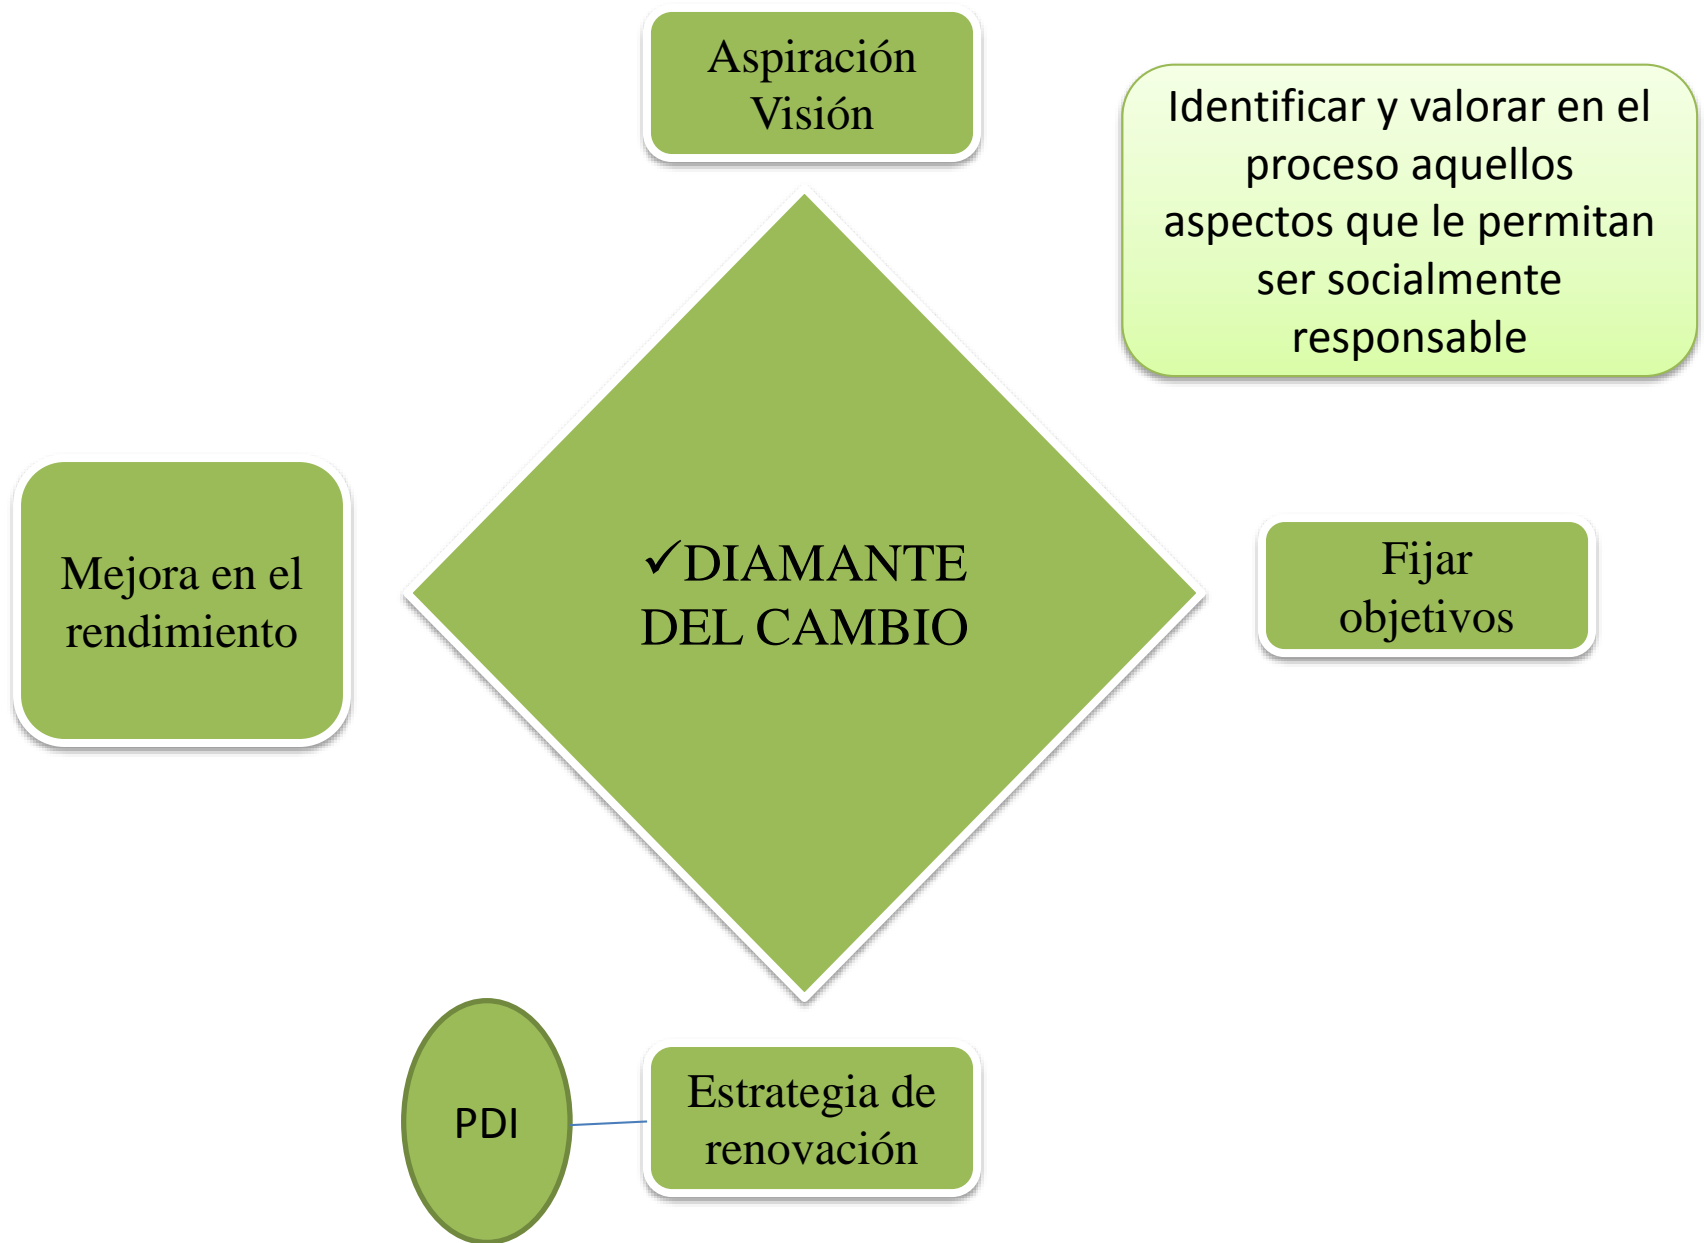 Aspiración
Visión
Identificar y valorar en el
proceso aquellos
aspectos que le permitan
ser socialmente
responsable
Mejora en el
rendimiento
✓DIAMANTE
DEL CAMBIO
Fijar
objetivos
PDI
Estrategia de
renovación